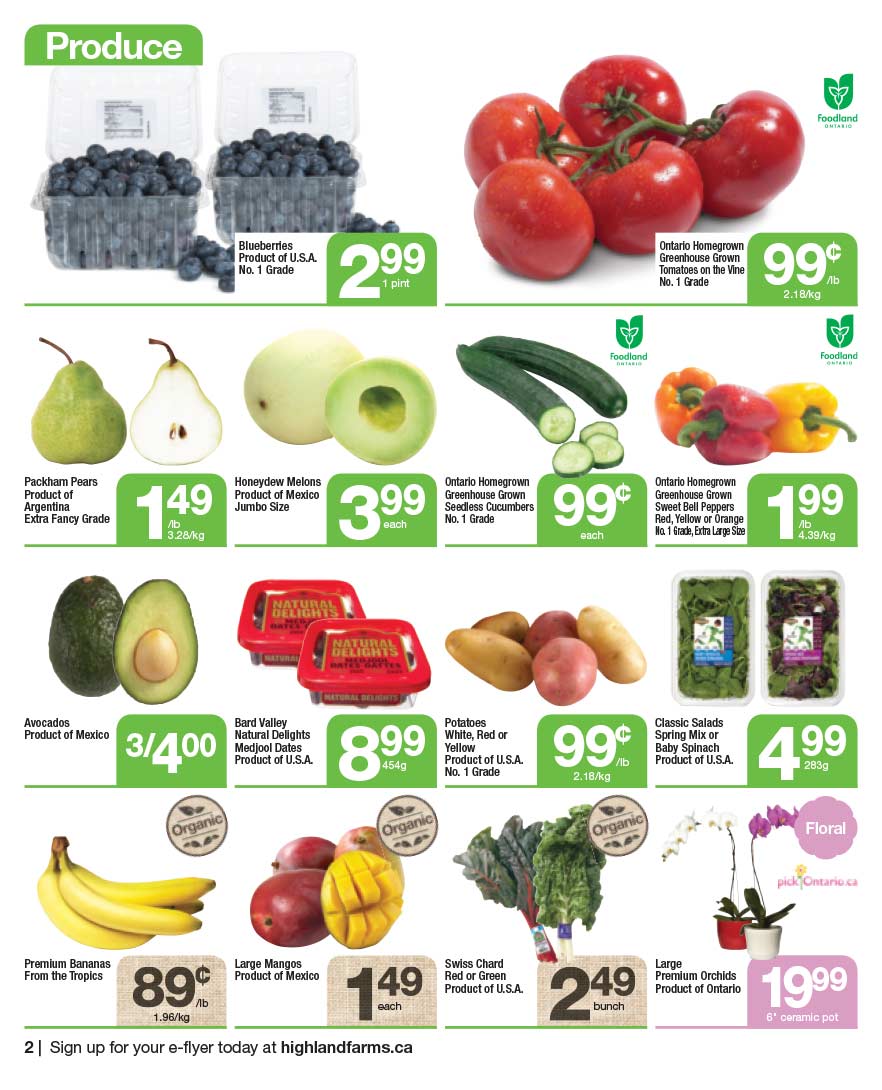 Produce
Foodland
ONTARIO
Blueberries
Product of U.S.A.
No. 1 Grade
2.99
1 pint
Ontario Homegrown
Greenhouse Grown
Tomatoes on the Vine
No. 1 Grade
99¢
/lb
2.18/kg
Foodland
ONTARIO
Foodland
ONTARIO
Packham Pears
Product of
Argentina
Extra Fancy Grade
1.49
/lb
3.28/kg
Honeydew Melons
Product of Mexico
Jumbo Size
3.99
each
Ontario Homegrown
Greenhouse Grown
Seedless Cucumbers
No. 1 Grade
99¢
each
Ontario Homegrown
Greenhouse Grown
Sweet Bell Peppers
Red, Yellow or Orange
No. 1 Grade, Extra Large Size
1.99
/lb
4.39/kg
NATURAL
DELIGHTS
MEDJOOL
DATES
NATURAL
DELIGHTS
MEDJOOL
DATES-DATTES
NATURAL DELIGHTS
Avocados
Product of Mexico
3/4.00
Bard Valley
Natural Delights
Medjool Dates
Product of U.S.A.
8.99
454g
Potatoes
White, Red or
Yellow
Product of U.S.A.
No. 1 Grade
99¢
/lb
2.18/kg
Classic Salads
Spring Mix or
Baby Spinach
Product of U.S.A.
4.99
283g
Organic
Organic
Organic
Floral
pickOntario.ca
Premium Bananas
From the Tropics
89¢
/lb
1.96/kg
Large Mangos
Product of Mexico
1.49
each
Swiss Chard
Red or Green
Product of U.S.A.
2.49
bunch
Large
Premium Orchids
Product of Ontario
19.99
6" ceramic pot
2 | Sign up for your e-flyer today at highlandfarms.ca